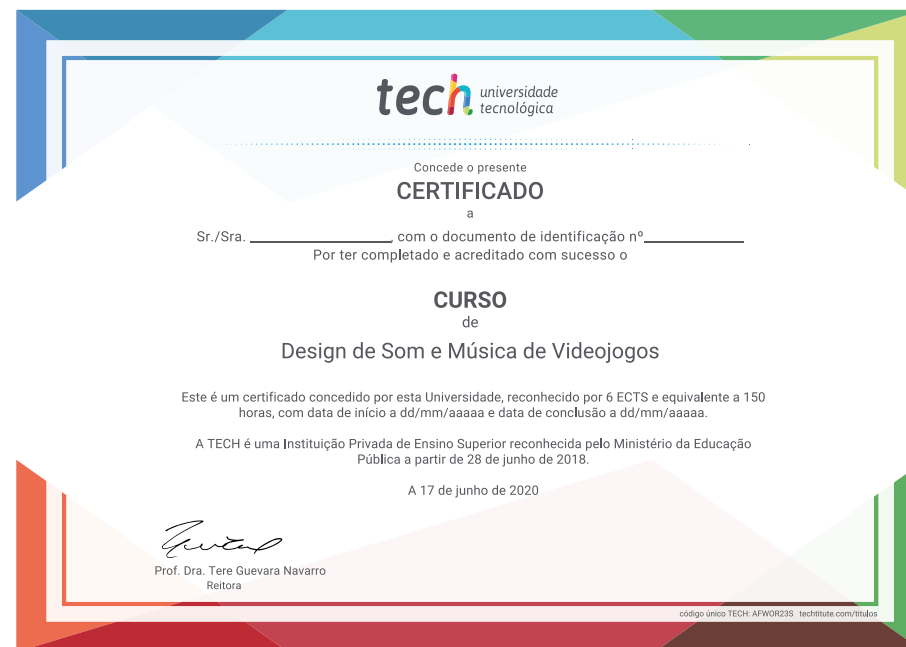 tech universidade
tecnológica
Concede o presente
CERTIFICADO
a
Sr./Sra. ____________________, com o documento de identificação nº______________
Por ter completado e acreditado com sucesso o
CURSO
de
Design de Som e Música de Videojogos
Este é um certificado concedido por esta Universidade, reconhecido por 6 ECTS e equivalente a 150
horas, com data de início a dd/mm/aaaaa e data de conclusão a dd/mm/aaaaa.
A TECH é uma Instituição Privada de Ensino Superior reconhecida pelo Ministério da Educação
Pública a partir de 28 de junho de 2018.
A 17 de junho de 2020
Prof. Dra. Tere Guevara Navarro
Reitora
código único TECH: AFWOR23S techtitute.com/titulos